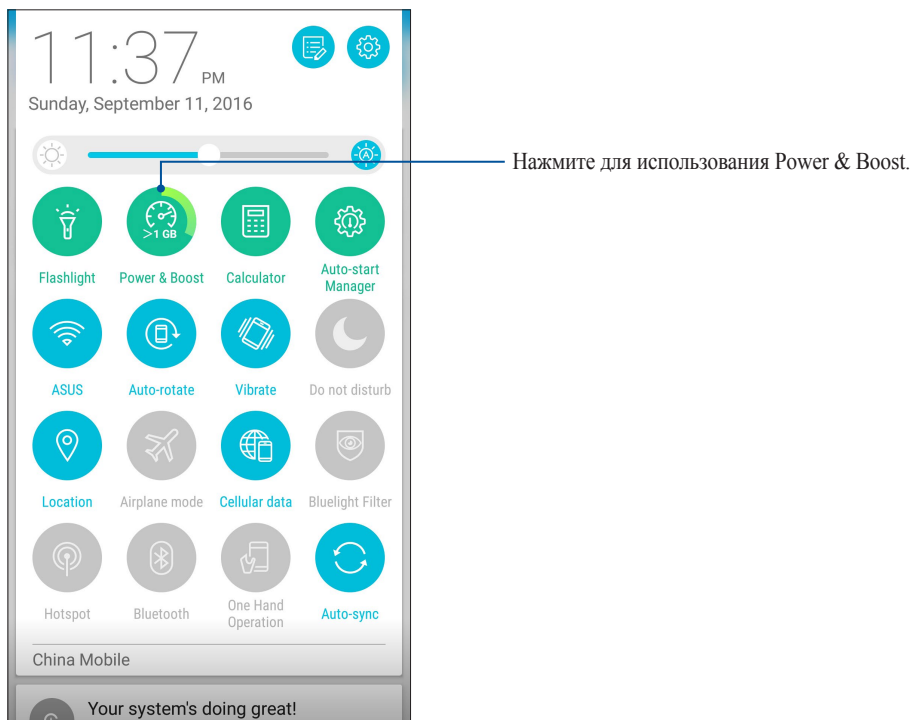 11:37 PM
Sunday, September 11, 2016
A
Нажмите для использования Power & Boost.
>1 GB
Flashlight
Power & Boost
Calculator
Auto-start
Manager
ASUS
Auto-rotate
Vibrate
Do not disturb
Location
Airplane mode
Cellular data
Bluelight Filter
Hotspot
Bluetooth
One Hand
Operation
Auto-sync
China Mobile
Your system's doing great!